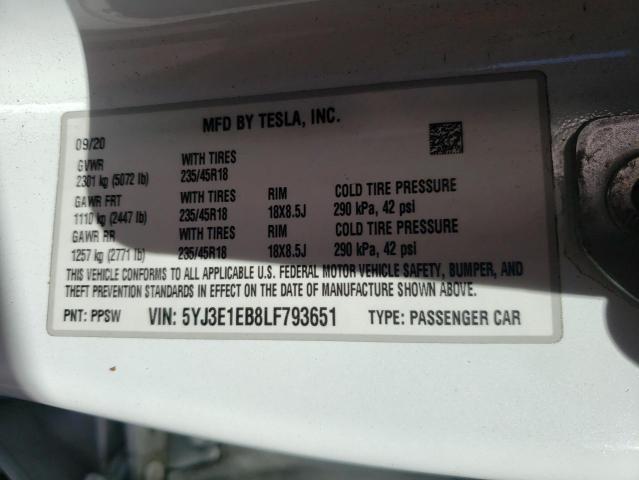 MFD BY TESLA, INC.
09/20
GVWR WITH TIRES
2301 kg (5072 lb) 235/45R18
GAWR FRT WITH TIRES RIM COLD TIRE PRESSURE
1110 kg (2447 lb) 235/45R18 18X8.5J 290 kPa, 42 psi
GAWR RR WITH TIRES RIM COLD TIRE PRESSURE
1257 kg (2771 lb) 235/45R18 18X8.5J 290 kPa, 42 psi
THIS VEHICLE CONFORMS TO ALL APPLICABLE U.S. FEDERAL MOTOR VEHICLE SAFETY, BUMPER, AND
THEFT PREVENTION STANDARDS IN EFFECT ON THE DATE OF MANUFACTURE SHOWN ABOVE.
PNT: PPSW VIN: 5YJ3E1EB8LF793651 TYPE: PASSENGER CAR